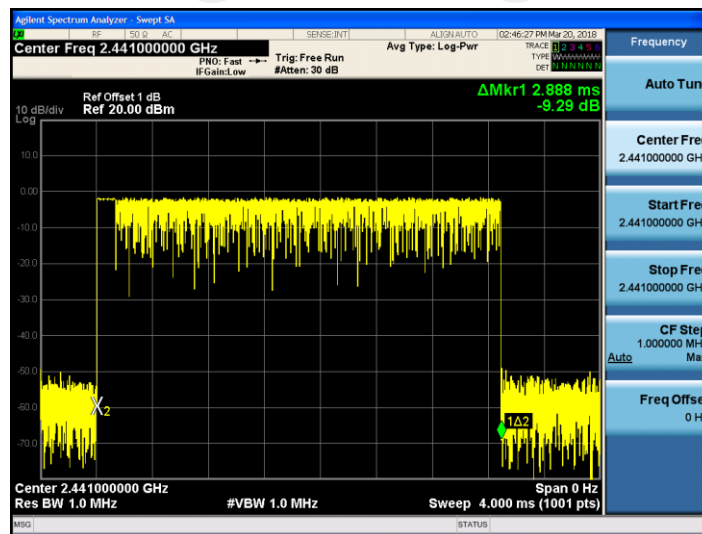 Agilent Spectrum Analyzer - Swept SA
LXI RF 50 Ω AC SENSE:INT ALIGN AUTO 02:46:27 PM Mar 20, 2018
Center Freq 2.441000000 GHz
PNO: Fast
IFGain:Low
Trig: Free Run
#Atten: 30 dB
Avg Type: Log-Pwr
TRACE 1 2 3 4 5 6
TYPE WWWWWW
DET N N N N N N
Ref Offset 1 dB
10 dB/div Ref 20.00 dBm
Log
ΔMkr1 2.888 ms
-9.29 dB
10.0
0.00
-10.0
-20.0
-30.0
-40.0
-50.0
-60.0
-70.0
X2
1Δ2
Center 2.441000000 GHz
Span 0 Hz
Res BW 1.0 MHz
#VBW 1.0 MHz
Sweep 4.000 ms (1001 pts)
MSG
STATUS
Frequency
Auto Tun
Center Fre
2.441000000 GH
Start Fre
2.441000000 GH
Stop Fre
2.441000000 GH
CF Step
1.000000 MH
Auto Ma
Freq Offse
0 H